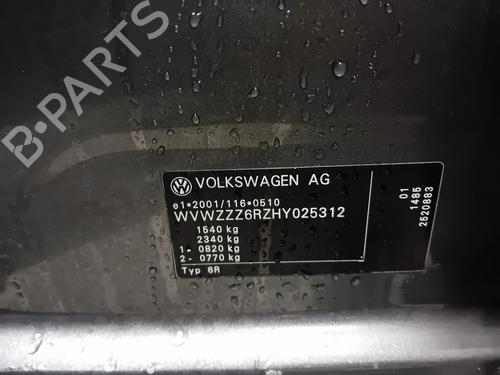 B-PARTS
VOLKSWAGEN AG
e1*2001/116*0510
WVWZZZ6RZHY025312
1540 kg
2340 kg
1- 0820 kg
2- 0770 kg
Typ 6R
01
1485
2520883